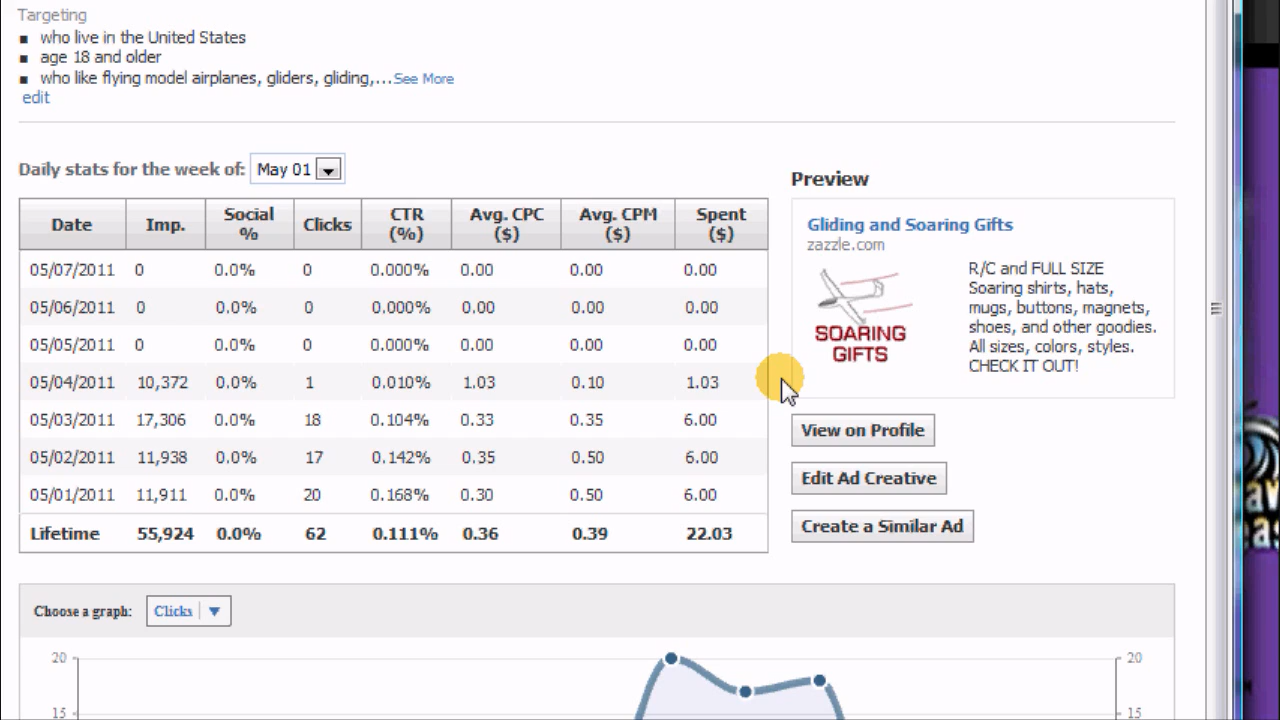 Targeting
who live in the United States
age 18 and older
who like flying model airplanes, gliders, gliding,...See More
edit
Daily stats for the week of: May 01
Date Imp. Social % Clicks CTR (%) Avg. CPC ($) Avg. CPM ($) Spent ($)
05/07/2011 0 0.0% 0 0.000% 0.00 0.00 0.00
05/06/2011 0 0.0% 0 0.000% 0.00 0.00 0.00
05/05/2011 0 0.0% 0 0.000% 0.00 0.00 0.00
05/04/2011 10,372 0.0% 1 0.010% 1.03 0.10 1.03
05/03/2011 17,306 0.0% 18 0.104% 0.33 0.35 6.00
05/02/2011 11,938 0.0% 17 0.142% 0.35 0.50 6.00
05/01/2011 11,911 0.0% 20 0.168% 0.30 0.50 6.00
Lifetime 55,924 0.0% 62 0.111% 0.36 0.39 22.03
Preview
Gliding and Soaring Gifts
zazzle.com
SOARING
GIFTS
R/C and FULL SIZE
Soaring shirts, hats,
mugs, buttons, magnets,
shoes, and other goodies.
All sizes, colors, styles.
CHECK IT OUT!
View on Profile
Edit Ad Creative
Create a Similar Ad
Choose a graph: Clicks
20 20
15 15